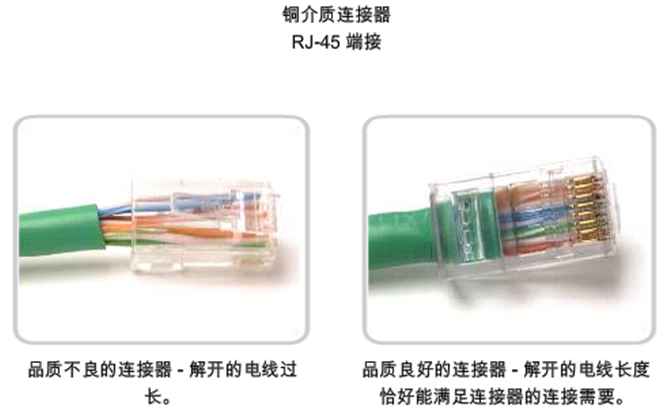 铜介质连接器
RJ-45 端接
品质不良的连接器 - 解开的电线过
长。
品质良好的连接器 - 解开的电线长度
恰好能满足连接器的连接需要。